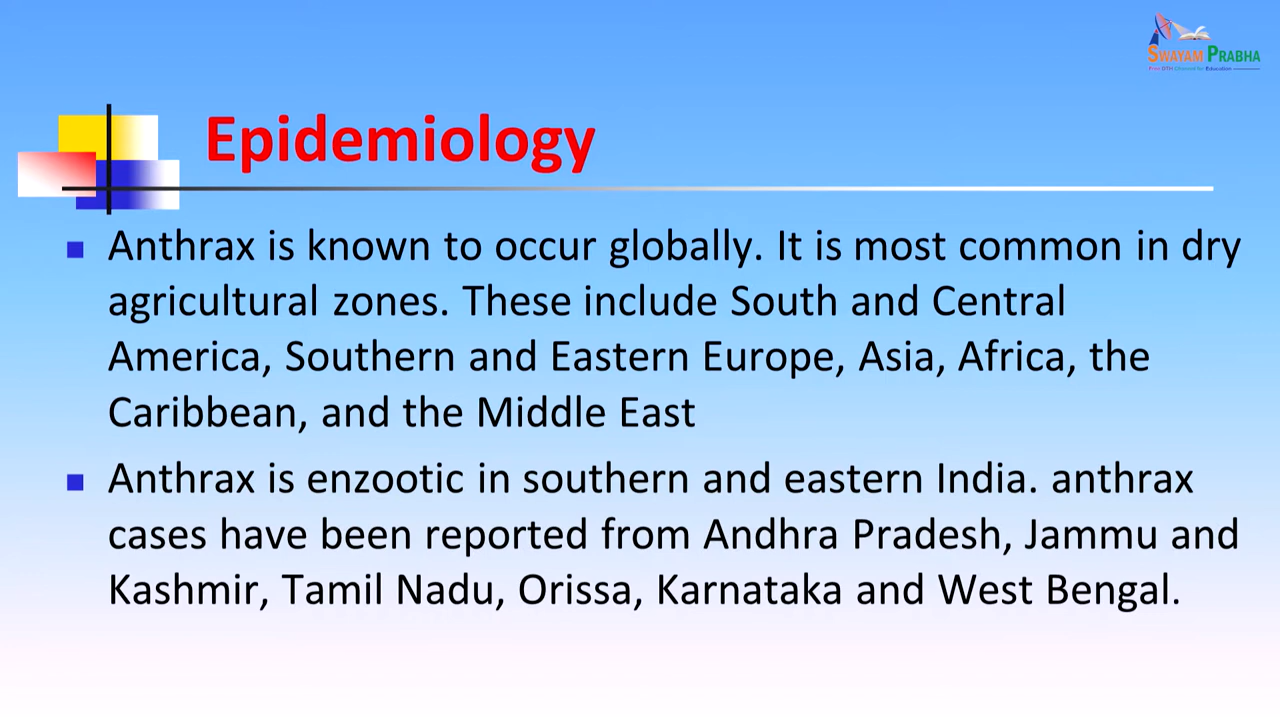 SWAYAM PRABHA
Free DTH Channel for Education
Epidemiology
Anthrax is known to occur globally. It is most common in dry
agricultural zones. These include South and Central
America, Southern and Eastern Europe, Asia, Africa, the
Caribbean, and the Middle East
Anthrax is enzootic in southern and eastern India. anthrax
cases have been reported from Andhra Pradesh, Jammu and
Kashmir, Tamil Nadu, Orissa, Karnataka and West Bengal.